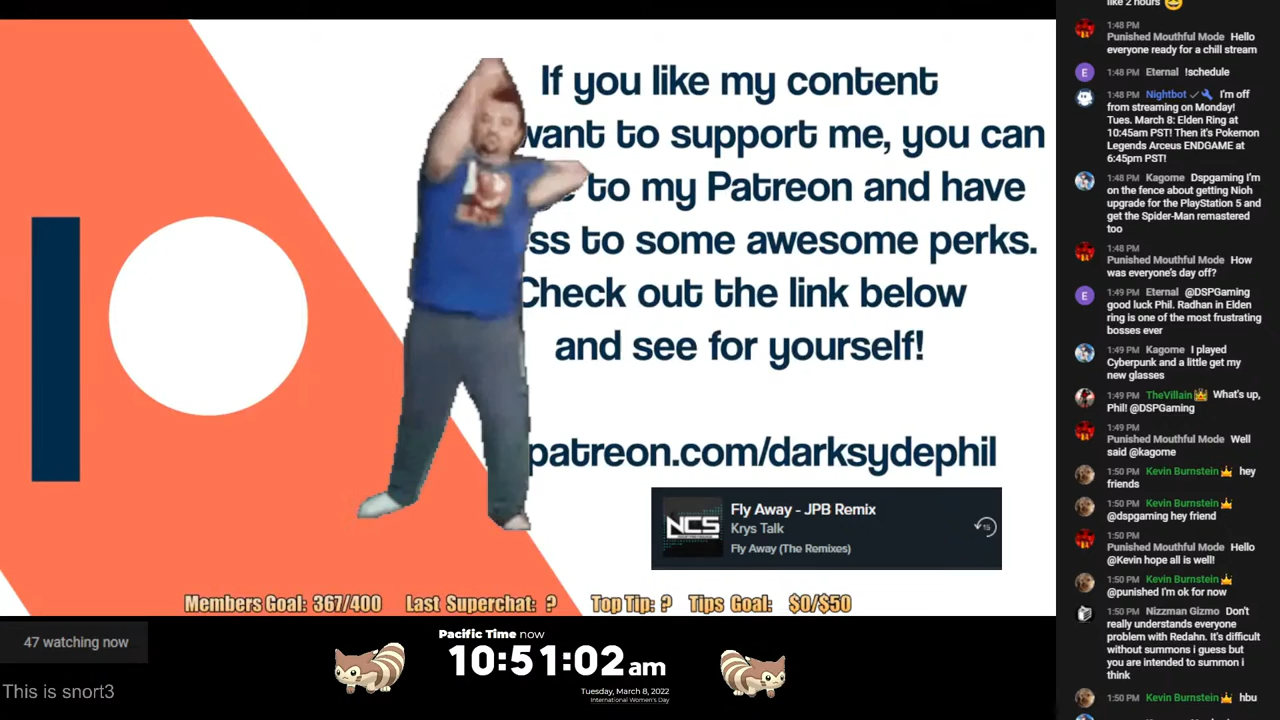 If you like my content
want to support me, you can
to my Patreon and have
ss to some awesome perks.
Check out the link below
and see for yourself!
patreon.com/darksydephil
NCS
Fly Away - JPB Remix
Krys Talk
Fly Away (The Remixes)
15
Members Goal: 367/400 Last Superchat: ? Top Tip: ? Tips Goal: $0/$50
47 watching now
This is snort3
Pacific Time now
10:51:02 am
Tuesday, March 8, 2022
International Women's Day
like 2 hours
1:48 PM
Punished Mouthful Mode Hello
everyone ready for a chill stream
E 1:48 PM Eternal !schedule
1:48 PM Nightbot I'm off
from streaming on Monday!
Tues. March 8: Elden Ring at
10:45am PST! Then it's Pokemon
Legends Arceus ENDGAME at
6:45pm PST!
1:48 PM Kagome Dspgaming I'm
on the fence about getting Nioh
upgrade for the PlayStation 5 and
get the Spider-Man remastered
too
1:48 PM
Punished Mouthful Mode How
was everyone's day off?
E 1:49 PM Eternal @DSPGaming
good luck Phil. Radhan in Elden
ring is one of the most frustrating
bosses ever
1:49 PM Kagome I played
Cyberpunk and a little get my
new glasses
1:49 PM TheVillain What's up,
Phil! @DSPGaming
1:49 PM
Punished Mouthful Mode Well
said @kagome
1:50 PM Kevin Burnstein hey
friends
1:50 PM Kevin Burnstein
@dspgaming hey friend
1:50 PM
Punished Mouthful Mode Hello
@Kevin hope all is well!
1:50 PM Kevin Burnstein
@punished I'm ok for now
1:50 PM Nizzman Gizmo Don't
really understands everyone
problem with Redahn. It's difficult
without summons i guess but
you are intended to summon i
think
1:50 PM Kevin Burnstein hbu